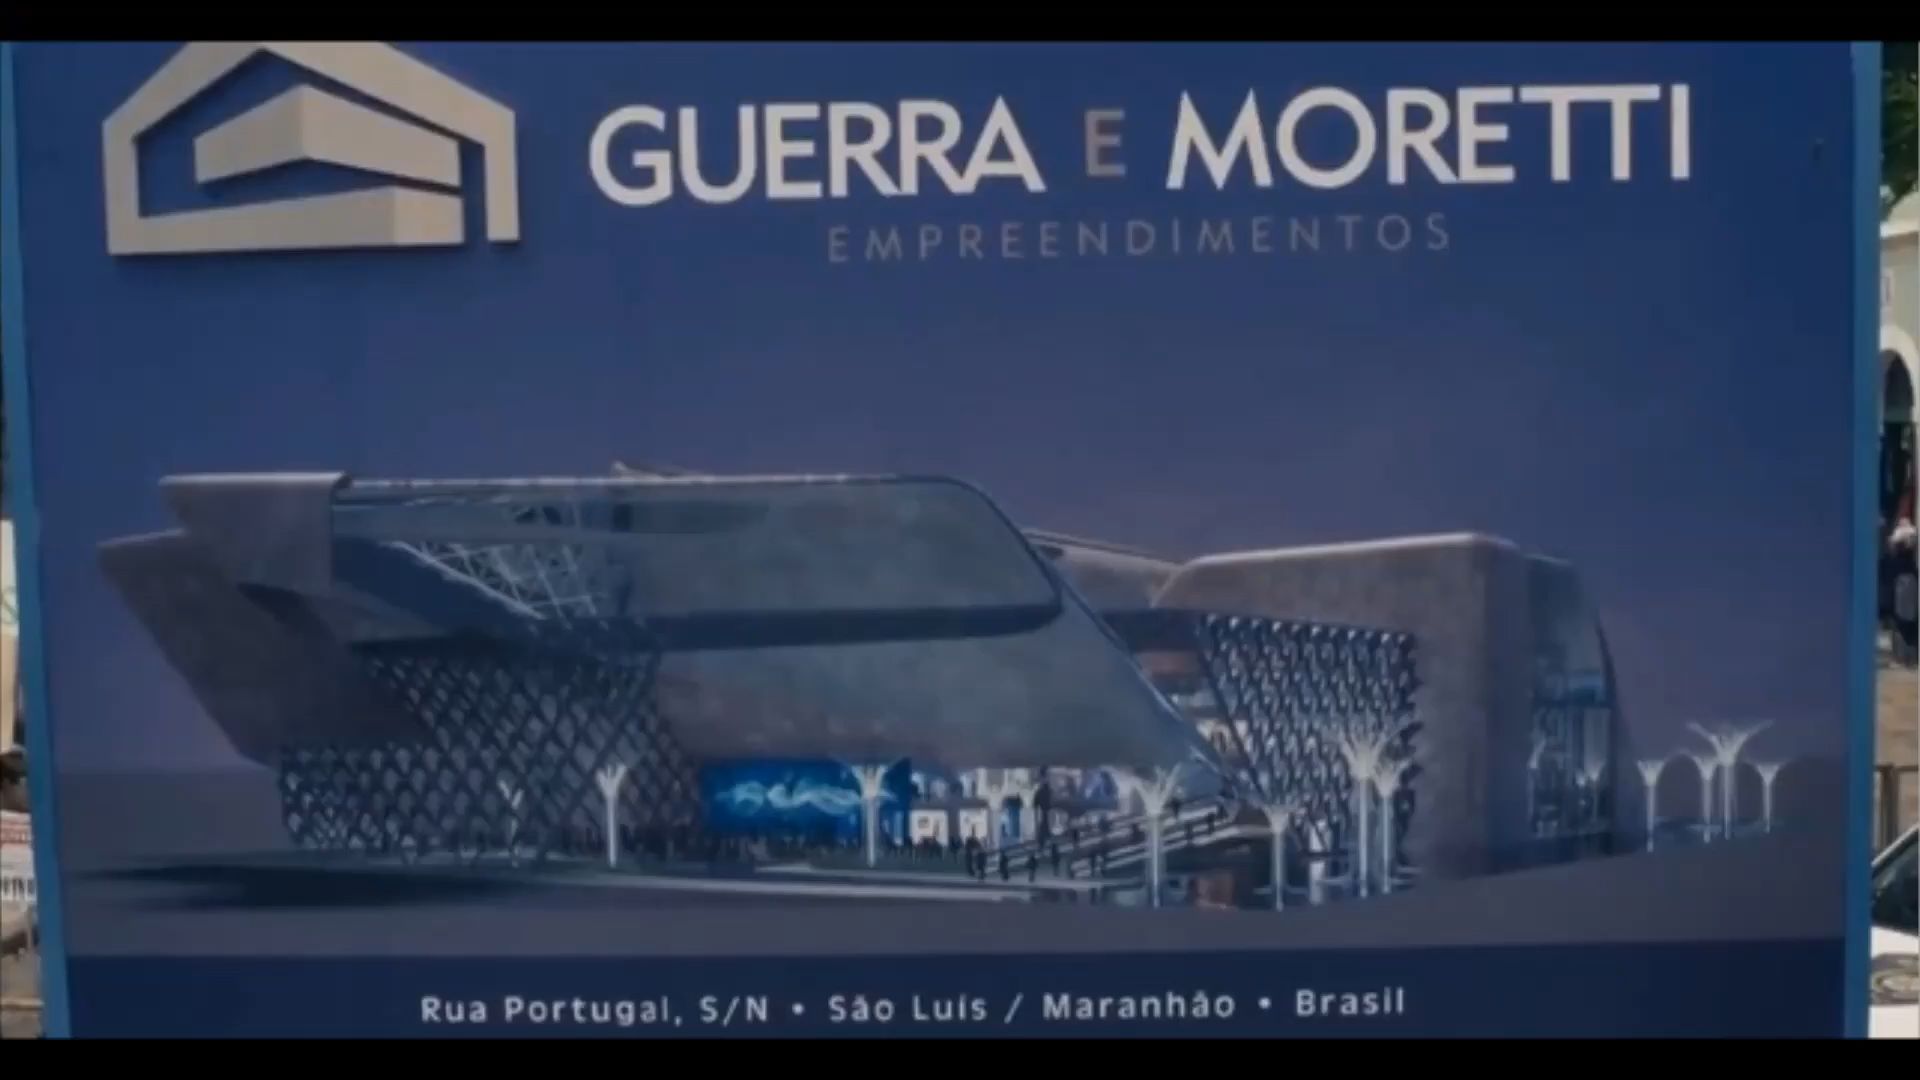 GUERRA E MORETTI
EMPREENDIMENTOS
Rua Portugal, S/N • São Luís / Maranhão • Brasil